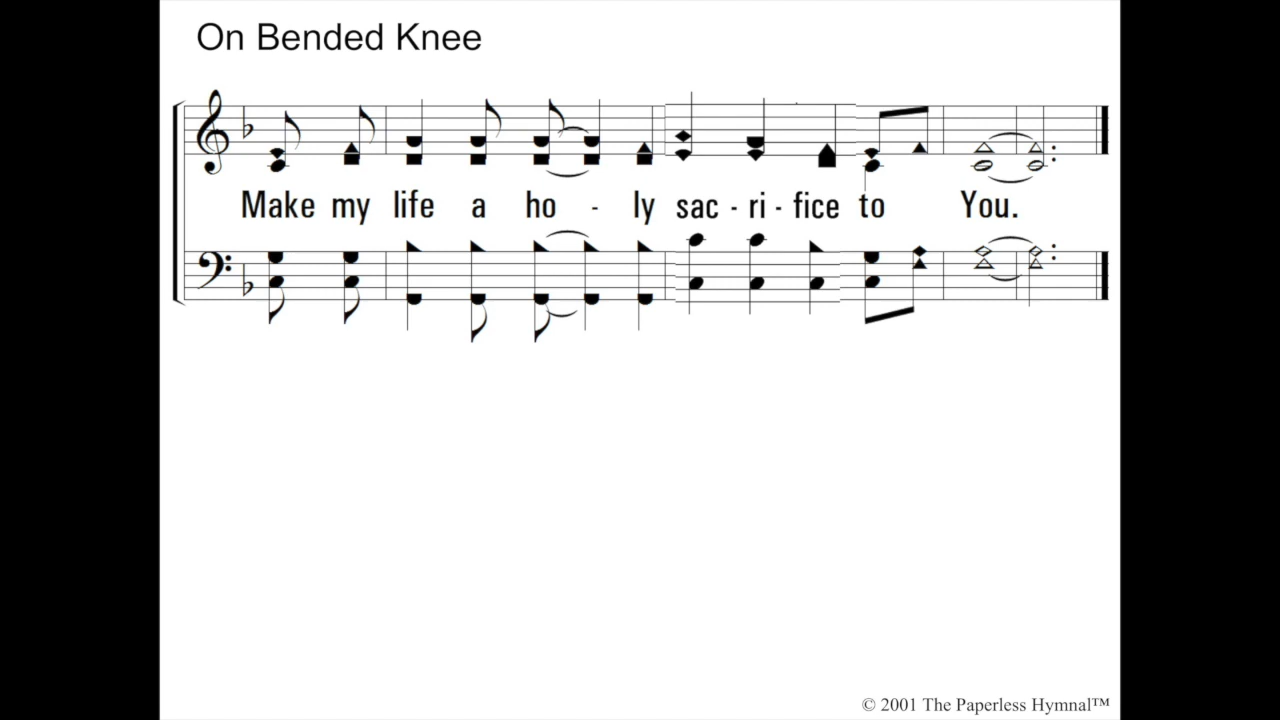 On Bended Knee
Make my life a ho - ly sac - ri - fice to You.
© 2001 The Paperless Hymnal™